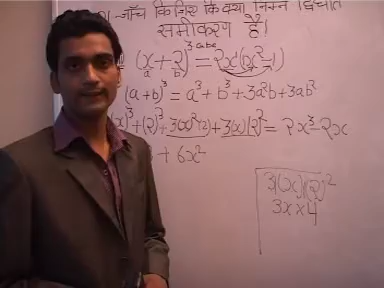 जाँच कीजिए कि क्या निम्न द्विघात
समीकरण है।
(x+2)³ = 2x(x²-1)
a b
(a+b)³ = a³+b³+3a²b+3ab²
(x)³+(2)³+3(x)²(2)+3(x)(2)² = 2x³-2x
+ 6x²
3(x)(2)²
3x×4